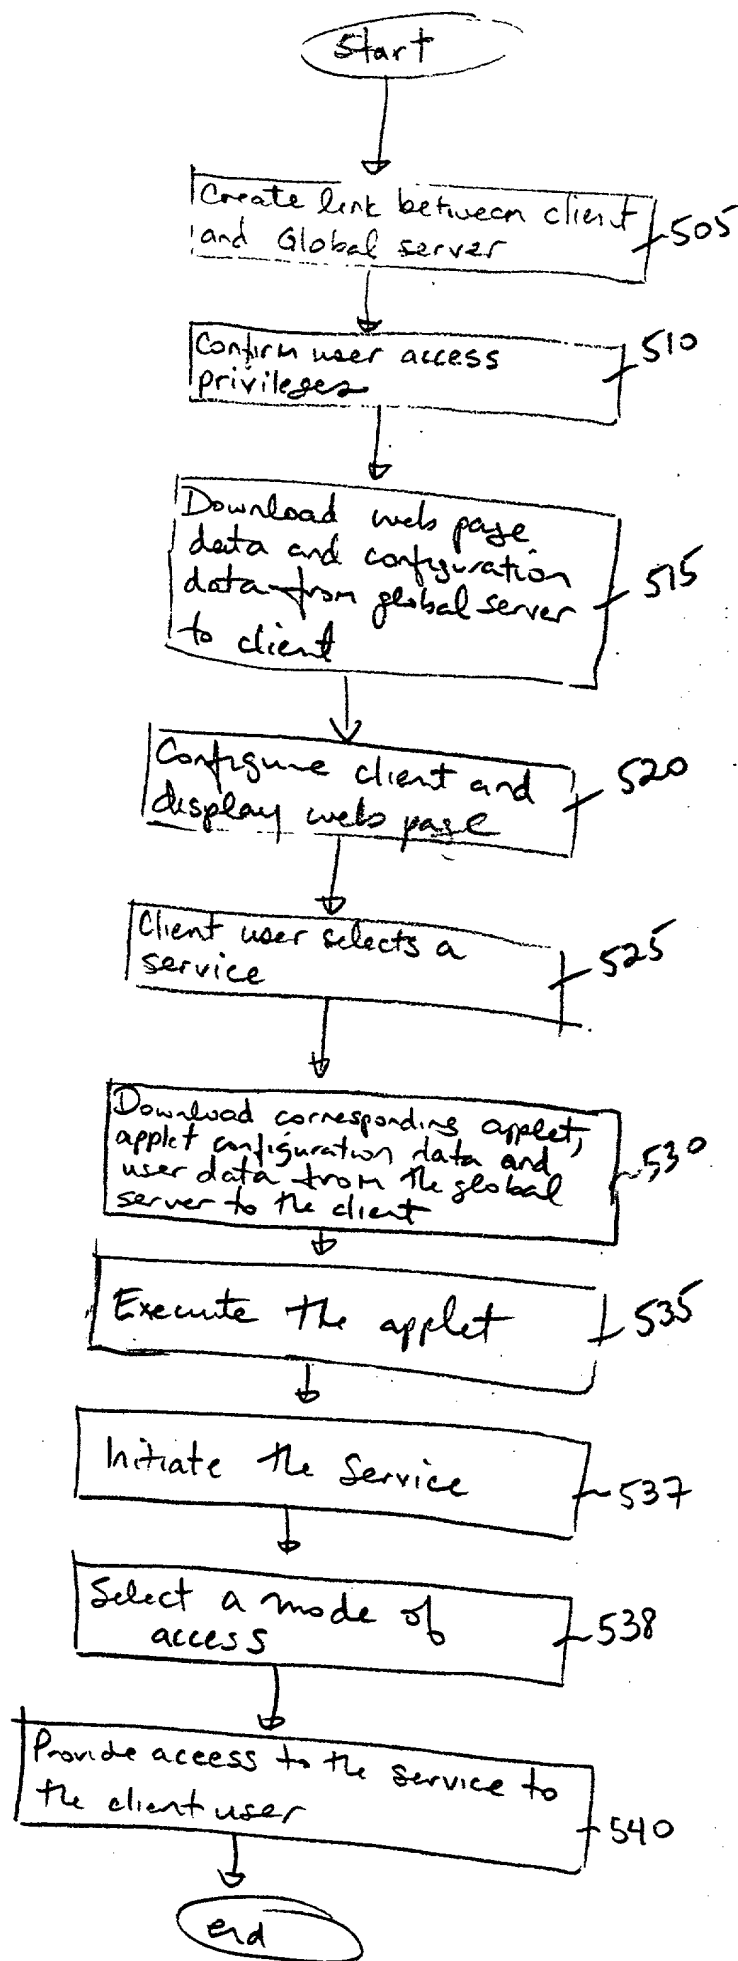 Start
Create link between client
and Global server
505
Confirm user access
privileges
510
Download web page
data and configuration
data from global server
to client
515
Configure client and
display web page
520
Client user selects a
service
525
Download corresponding applet,
applet configuration data and
user data from the global
server to the client
530
Execute the applet
535
Initiate the Service
537
Select a mode of
access
538
Provide access to the service to
the client user
540
end